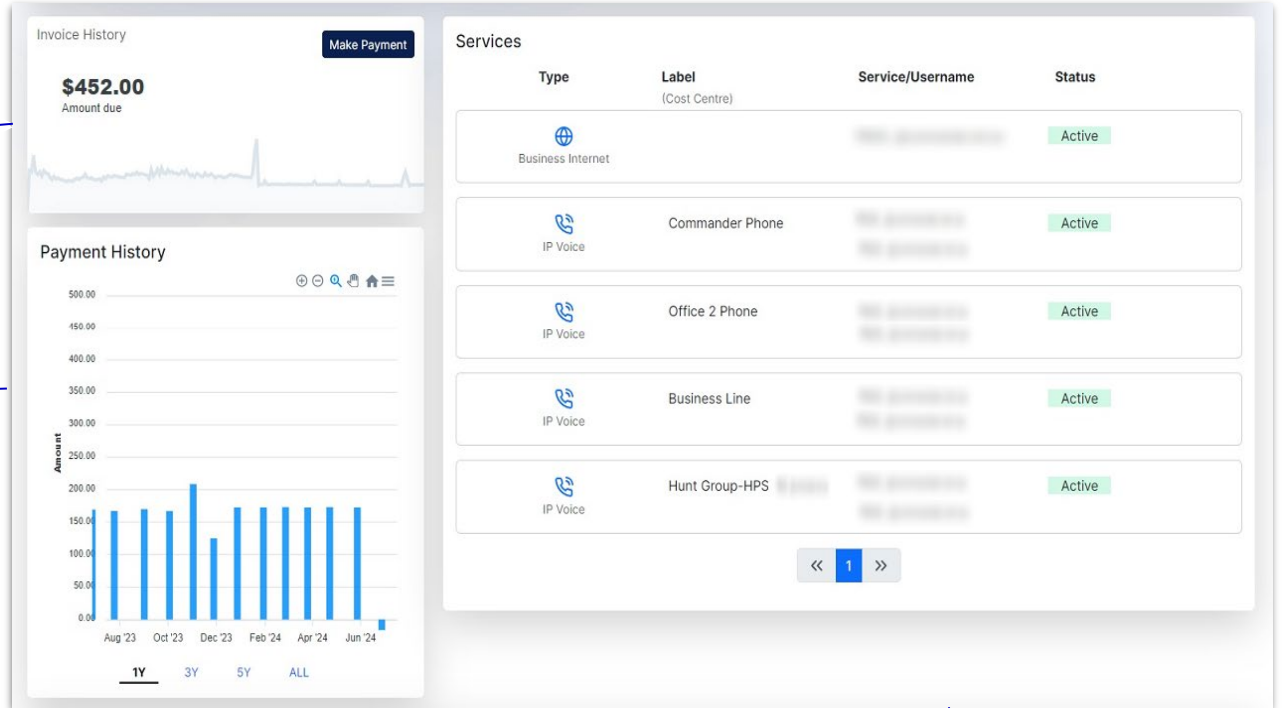 Invoice History
Make Payment
$452.00
Amount due
Payment History
500.00
450.00
400.00
350.00
300.00
250.00
200.00
150.00
100.00
50.00
0.00
Amount
Aug '23 Oct '23 Dec '23 Feb '24 Apr '24 Jun '24
1Y 3Y 5Y ALL
Services
Type Label Service/Username Status
(Cost Centre)
Business Internet
Active
IP Voice
Commander Phone
Active
IP Voice
Office 2 Phone
Active
IP Voice
Business Line
Active
IP Voice
Hunt Group-HPS
Active
« 1 »